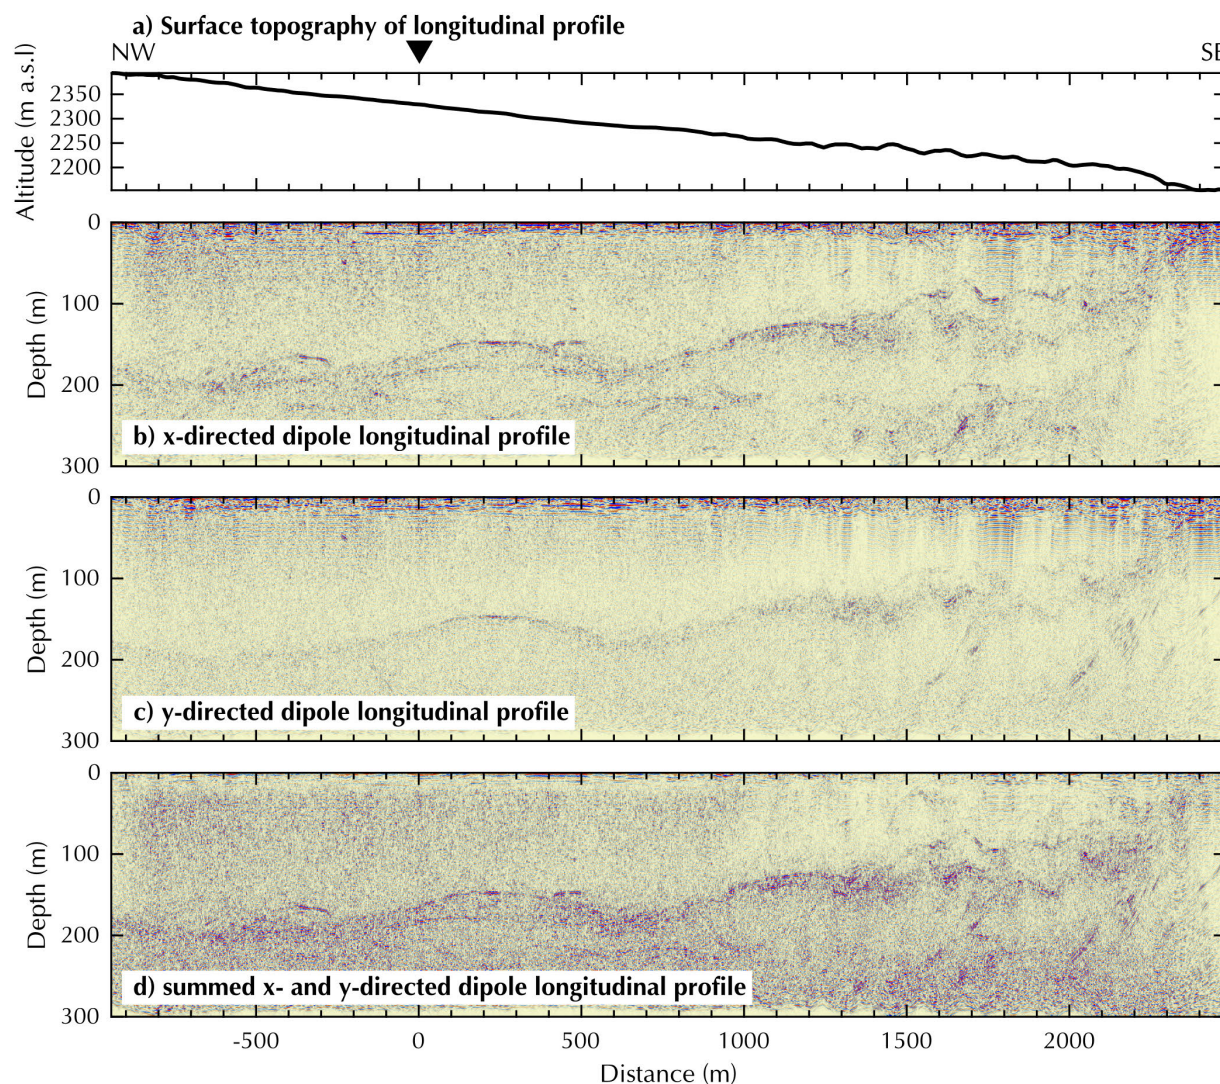 a) Surface topography of longitudinal profile
NW
SE
Altitude (m a.s.l)
2350
2300
2250
2200
0
100
200
300
Depth (m)
b) x-directed dipole longitudinal profile
0
100
200
300
Depth (m)
c) y-directed dipole longitudinal profile
0
100
200
300
Depth (m)
d) summed x- and y-directed dipole longitudinal profile
-500
0
500
1000
1500
2000
Distance (m)